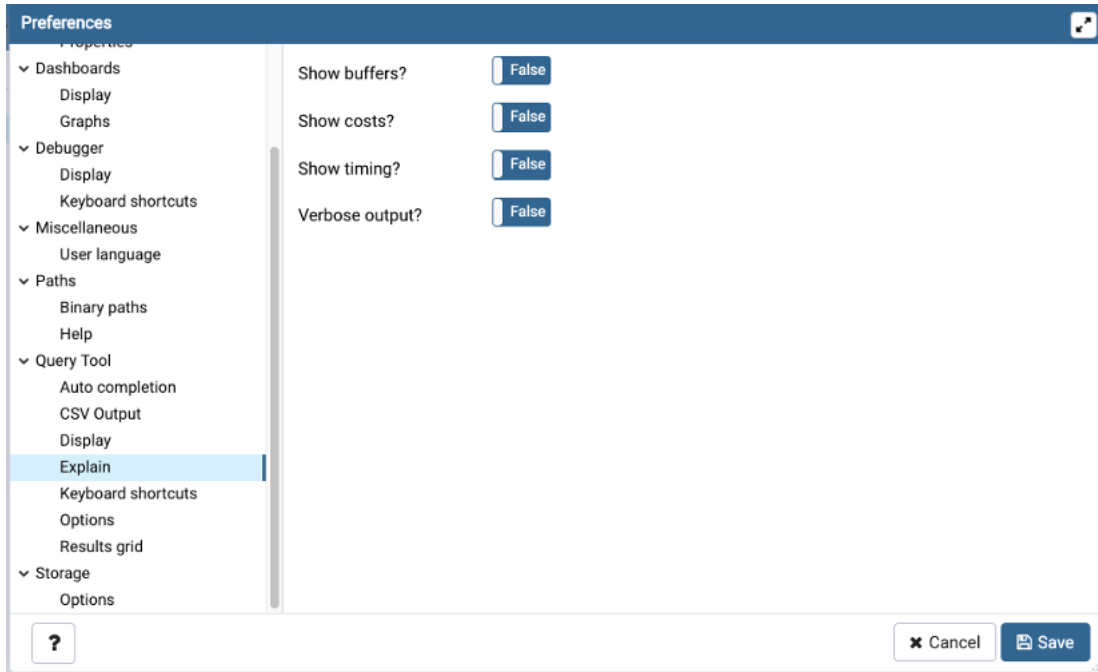 Preferences
Properties
Dashboards
Display
Graphs
Debugger
Display
Keyboard shortcuts
Miscellaneous
User language
Paths
Binary paths
Help
Query Tool
Auto completion
CSV Output
Display
Explain
Keyboard shortcuts
Options
Results grid
Storage
Options
Show buffers? False
Show costs? False
Show timing? False
Verbose output? False
? Cancel Save